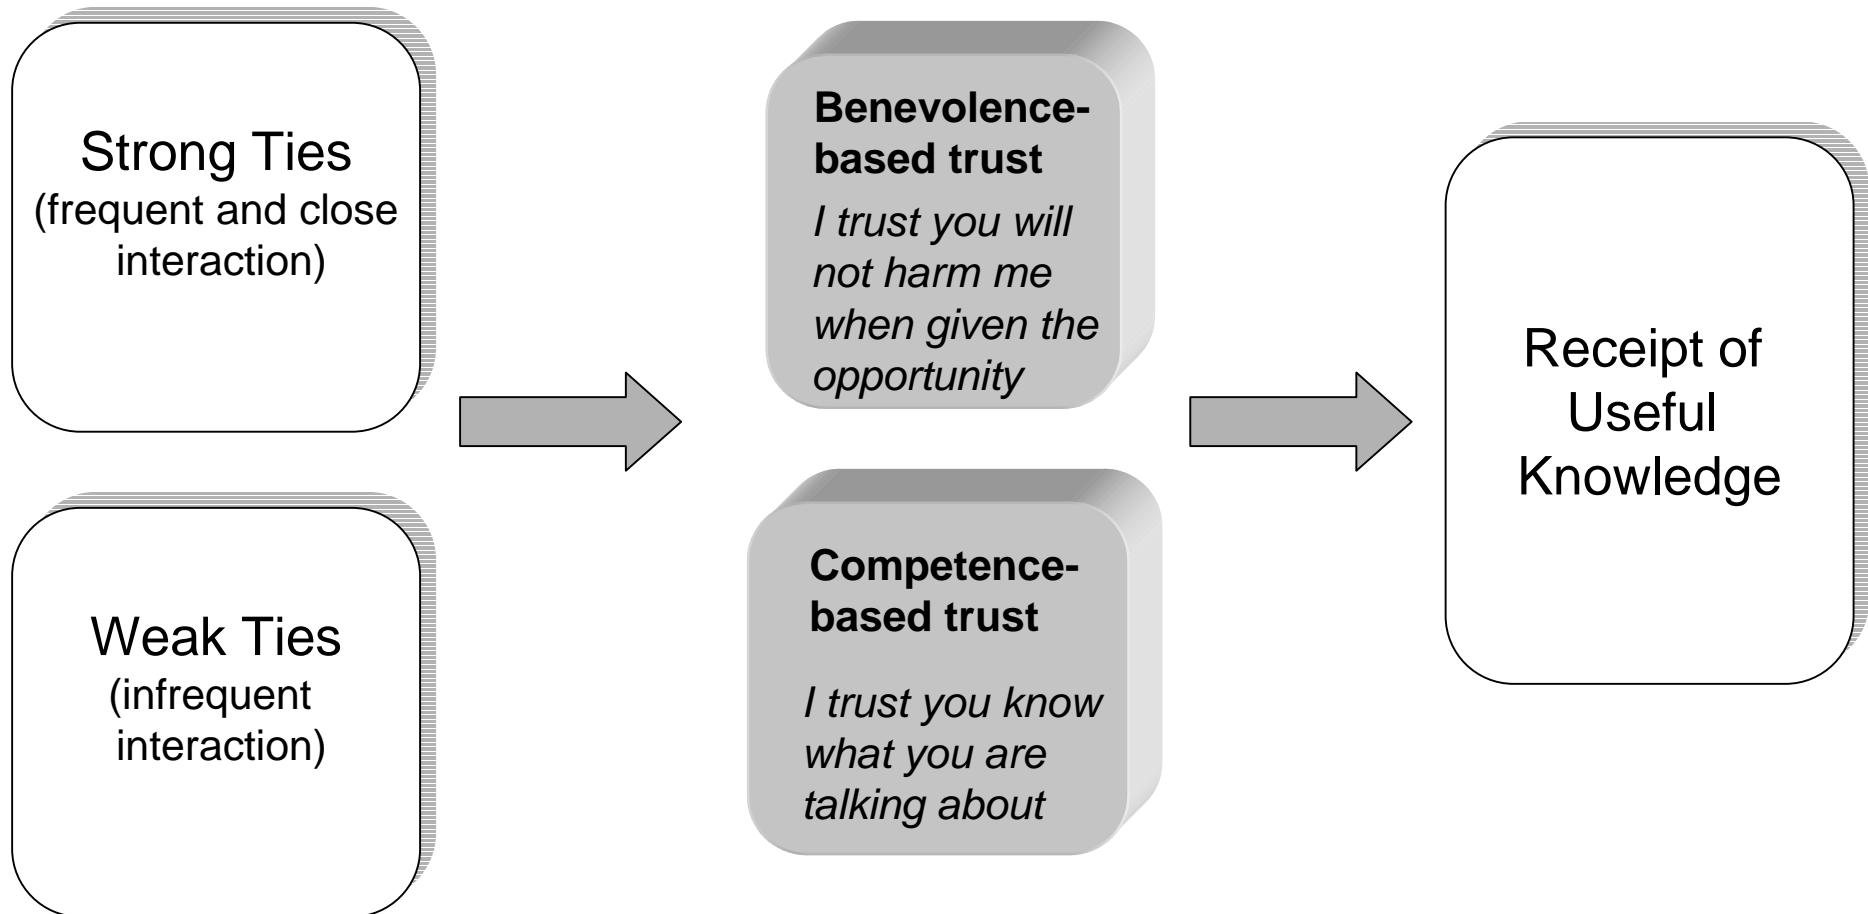 Strong Ties
(frequent and close
interaction)
Weak Ties
(infrequent
interaction)
Benevolence-
based trust
I trust you will
not harm me
when given the
opportunity
Competence-
based trust
I trust you know
what you are
talking about
Receipt of
Useful
Knowledge